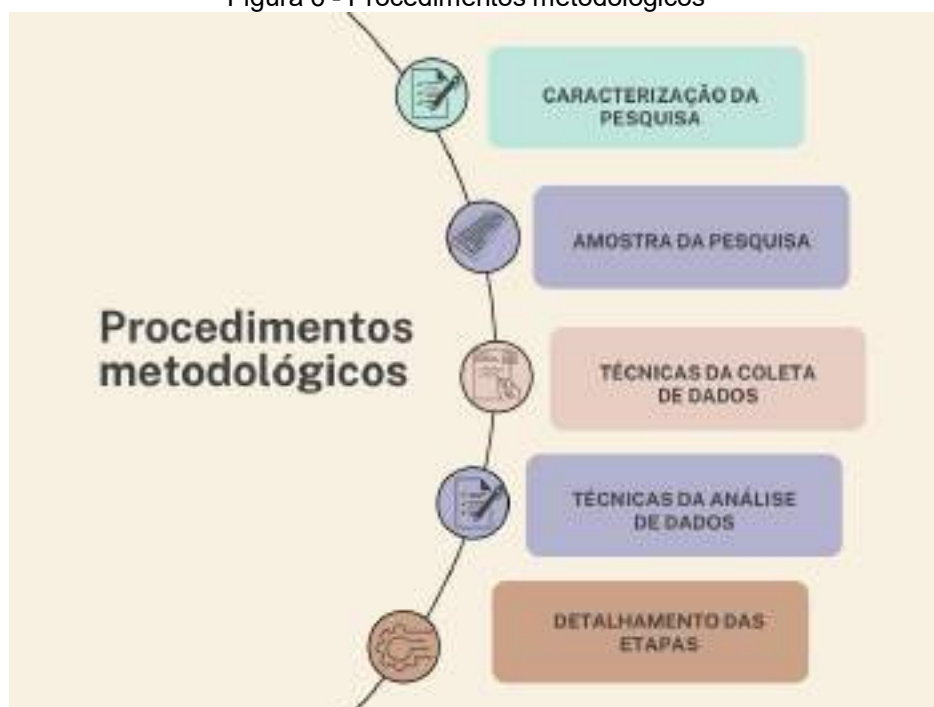 Procedimentos metodológicos
Procedimentos
metodológicos
CARACTERIZAÇÃO DA
PESQUISA
AMOSTRA DA PESQUISA
TÉCNICAS DA COLETA
DE DADOS
TÉCNICAS DA ANÁLISE
DE DADOS
DETALHAMENTO DAS
ETAPAS